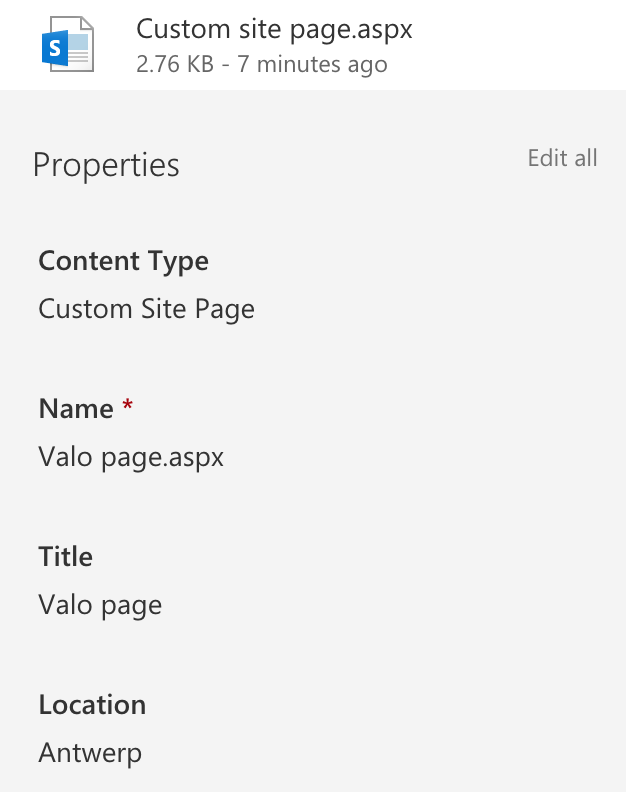 S
Custom site page.aspx
2.76 KB - 7 minutes ago
Properties
Edit all
Content Type
Custom Site Page
Name *
Valo page.aspx
Title
Valo page
Location
Antwerp